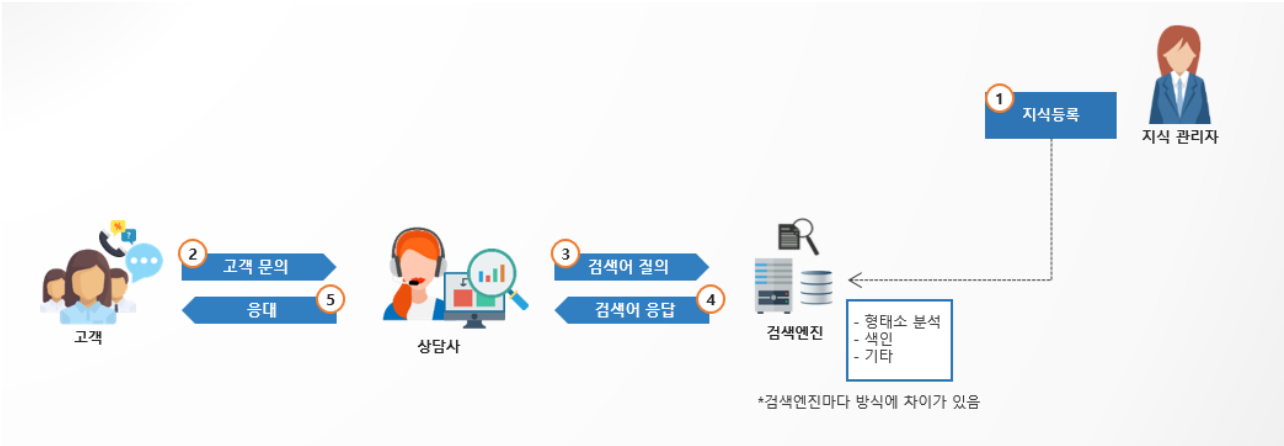 1
지식등록
지식 관리자
%
?
2
고객 문의
3
검색어 질의
응대
5
검색어 응답
4
고객
상담사
검색엔진
- 형태소 분석
- 색인
- 기타
*검색엔진마다 방식에 차이가 있음